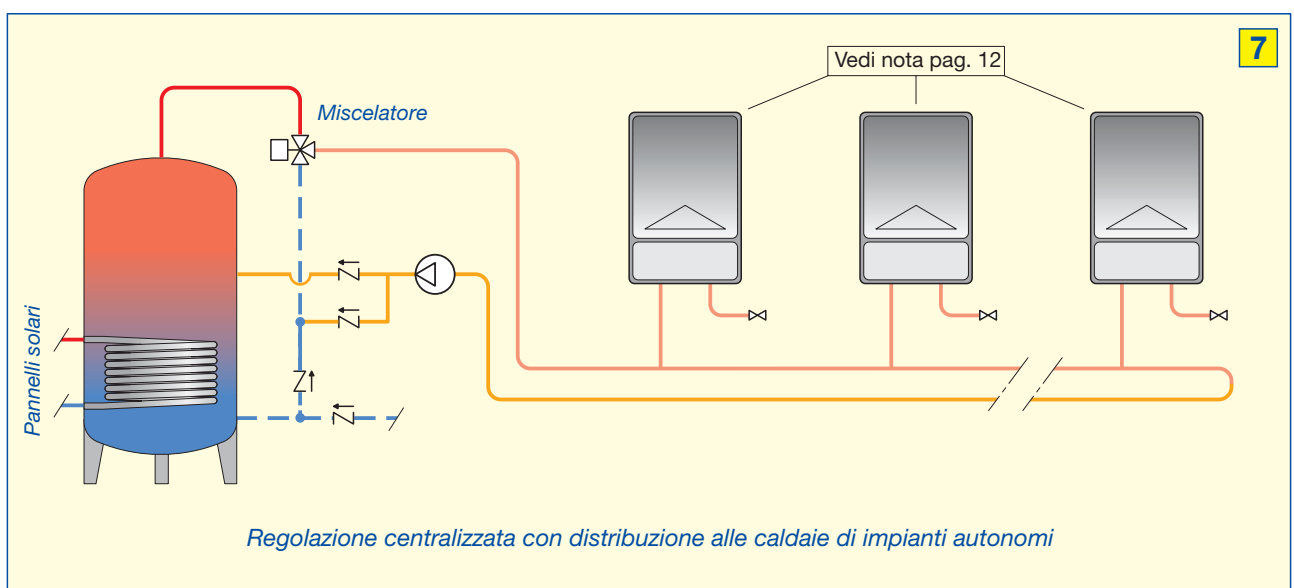 7
Vedi nota pag. 12
Miscelatore
Pannelli solari
Regolazione centralizzata con distribuzione alle caldaie di impianti autonomi